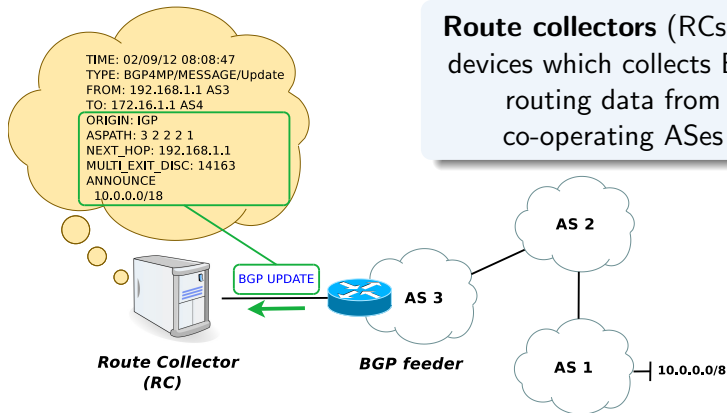 Route collectors (RCs
devices which collects
routing data from
co-operating ASes
TIME: 02/09/12 08:08:47
TYPE: BGP4MP/MESSAGE/Update
FROM: 192.168.1.1 AS3
TO: 172.16.1.1 AS4
ORIGIN: IGP
ASPATH: 3 2 2 2 1
NEXT_HOP: 192.168.1.1
MULTI_EXIT_DISC: 14163
ANNOUNCE
10.0.0.0/18
BGP UPDATE
AS 3
AS 2
AS 1
10.0.0.0/8
Route Collector
(RC)
BGP feeder